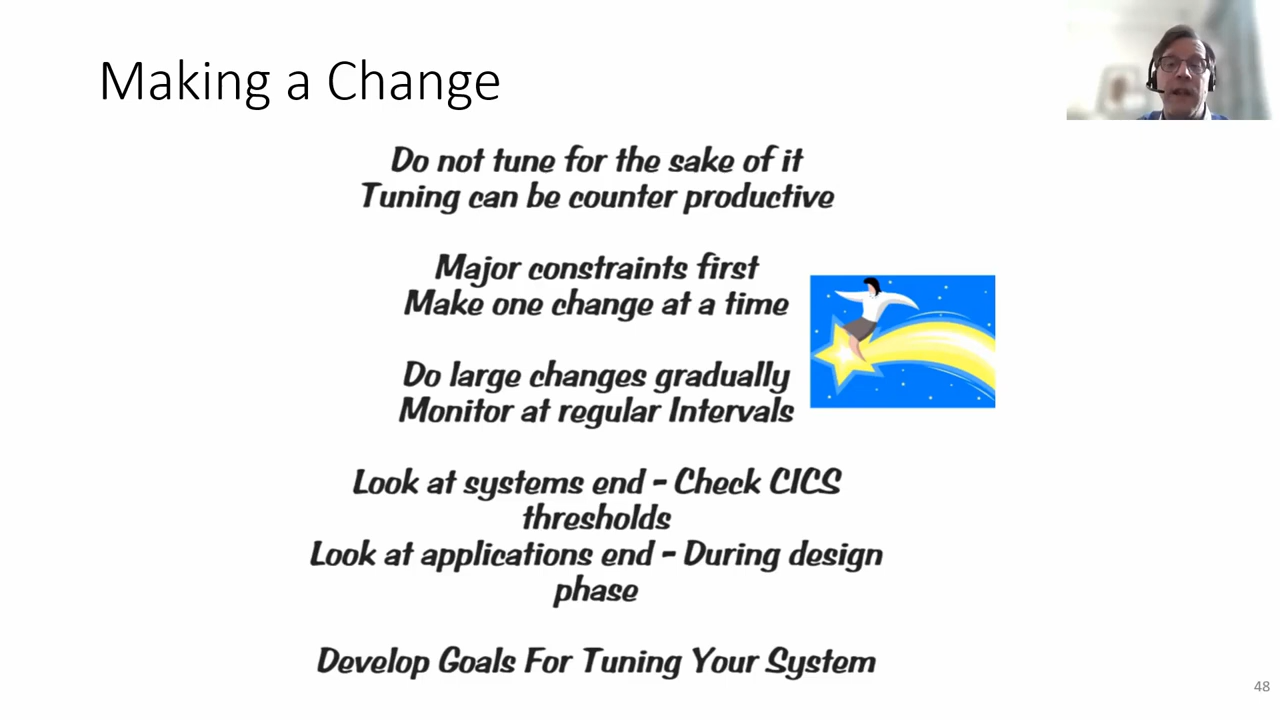 Making a Change
Do not tune for the sake of it
Tuning can be counter productive
Major constraints first
Make one change at a time
Do large changes gradually
Monitor at regular Intervals
Look at systems end - Check CICS
thresholds
Look at applications end - During design
phase
Develop Goals For Tuning Your System
48